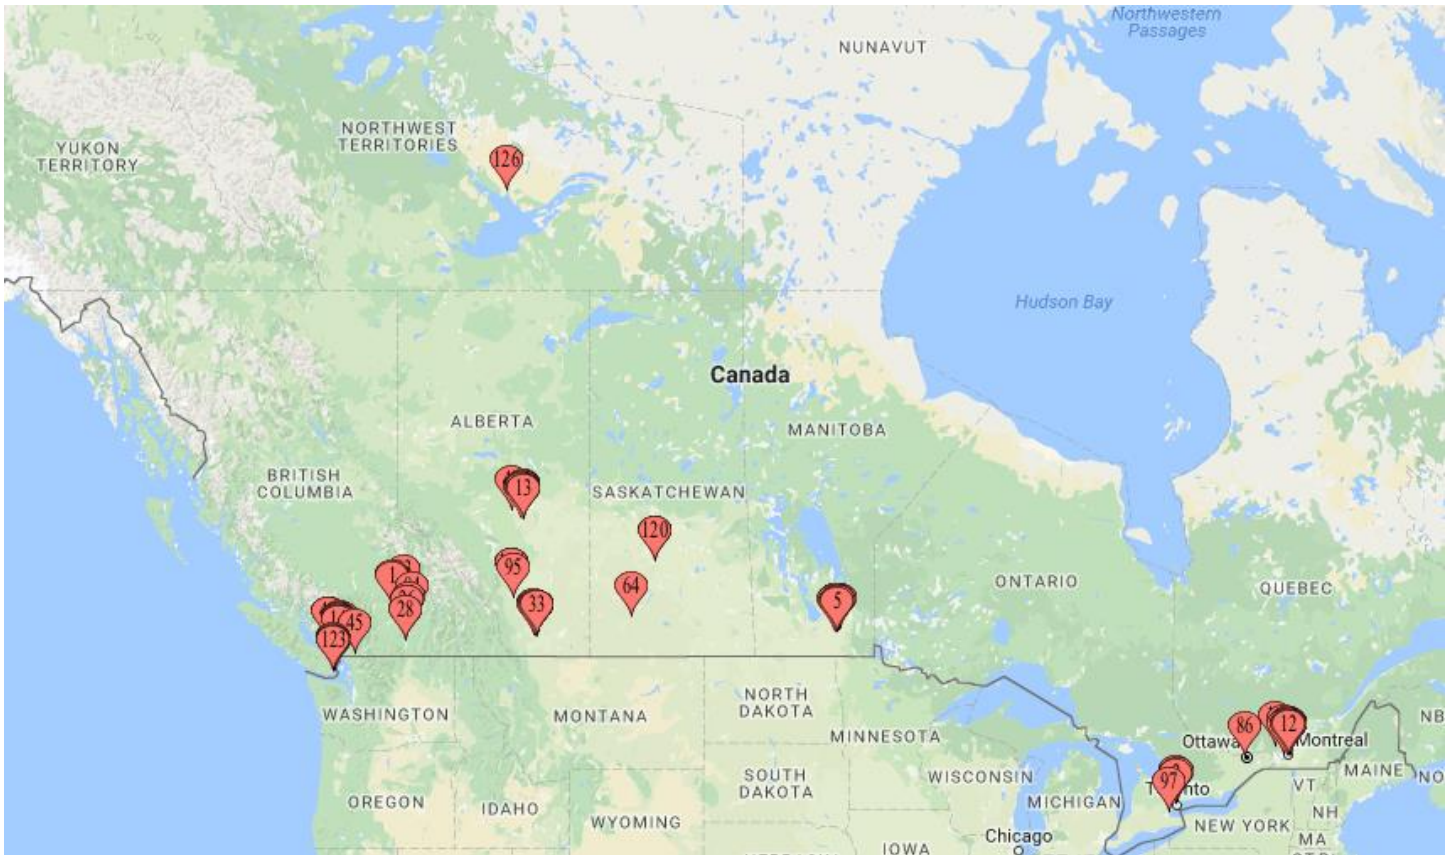 Northwestern
Passages
NUNAVUT
NORTHWEST
TERRITORIES
YUKON
TERRITORY
126
Hudson Bay
Canada
ALBERTA
MANITOBA
BRITISH
COLUMBIA
13
SASKATCHEWAN
120
95
64
ONTARIO
QUEBEC
33
5
28
45
123
WASHINGTON
MONTANA
NORTH
DAKOTA
MINNESOTA
86
12
Ottawa
Montreal
NB
MAINE
NO
OREGON
IDAHO
SOUTH
DAKOTA
WISCONSIN
MICHIGAN
97
VT
NH
WYOMING
NEW YORK
MA
Chicago
IOWA